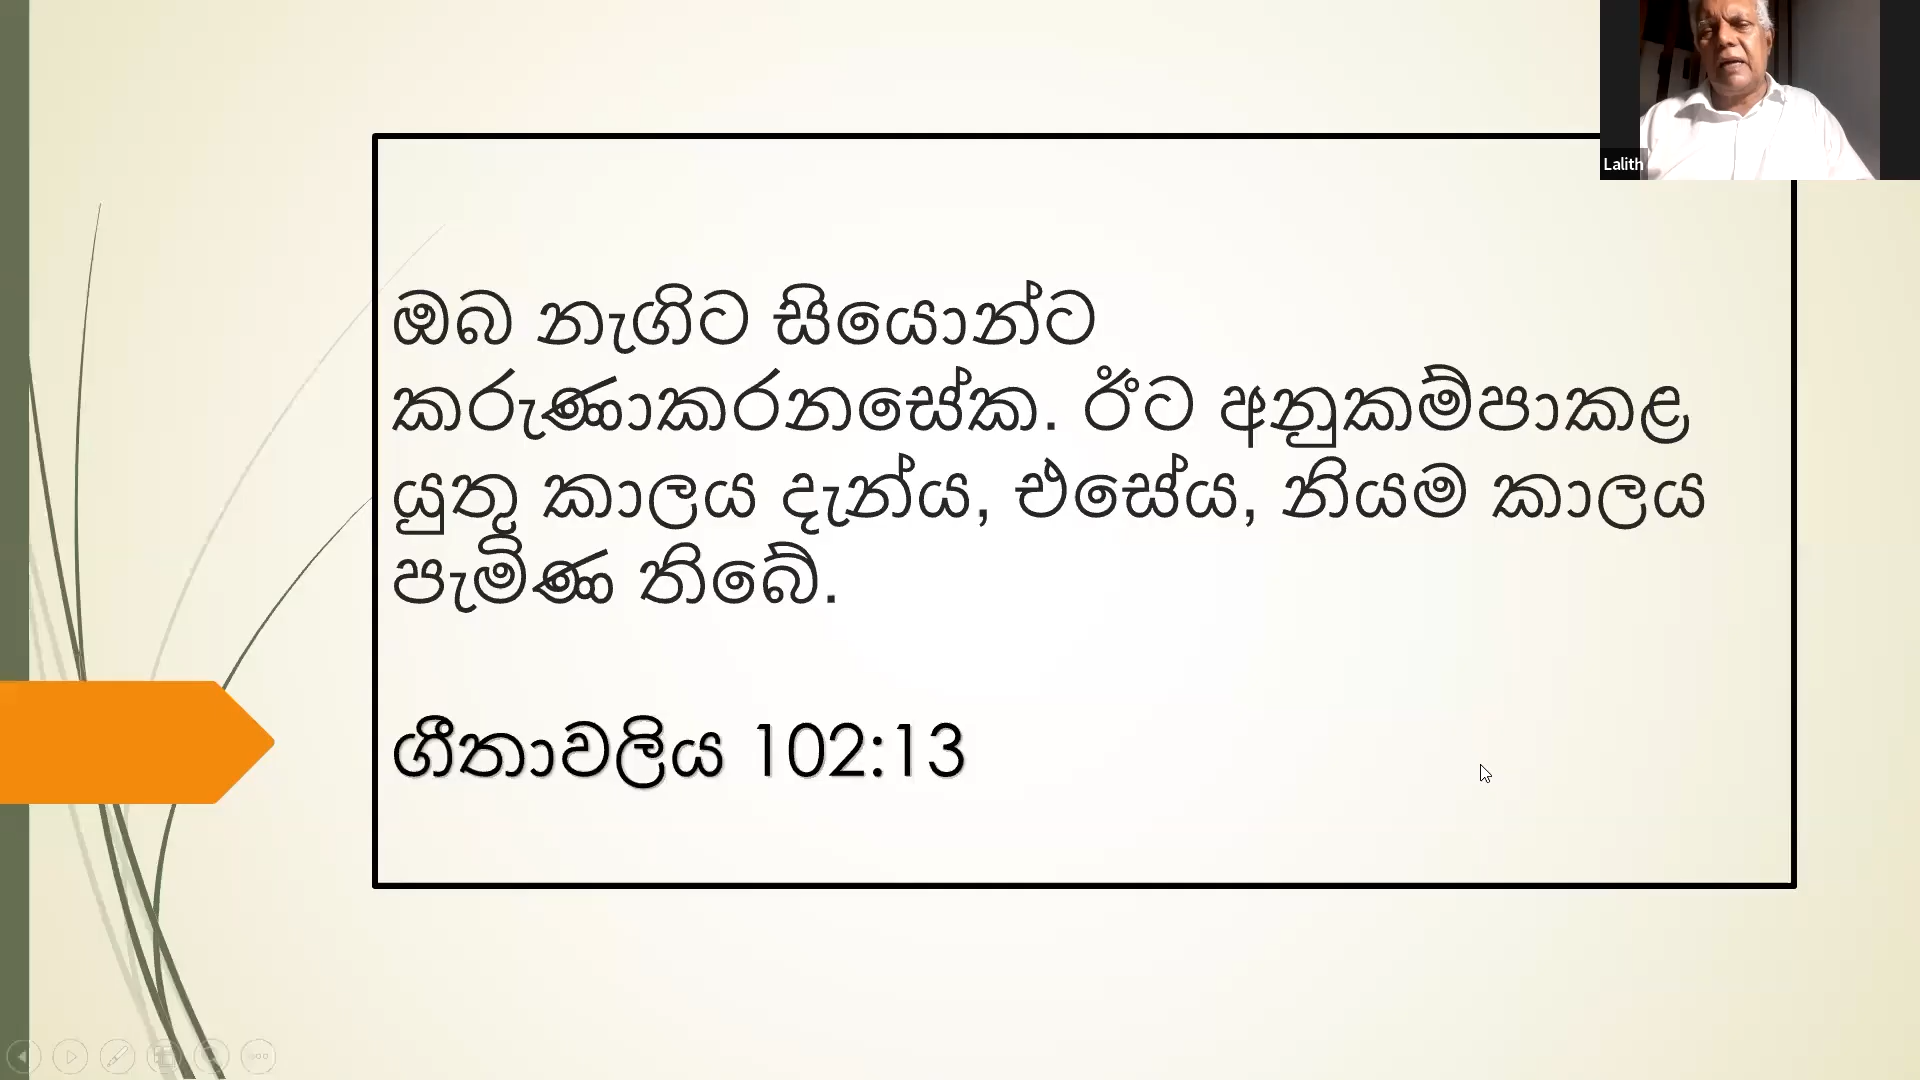 Lalith
ඔබ නැගිට සියොන්ට
කරුණාකරනසේක. ඊට අනුකම්පාකළ
යුතු කාලය දැන්ය, එසේය, නියම කාලය
පැමිණ තිබේ.
ගීතාවලිය 102:13